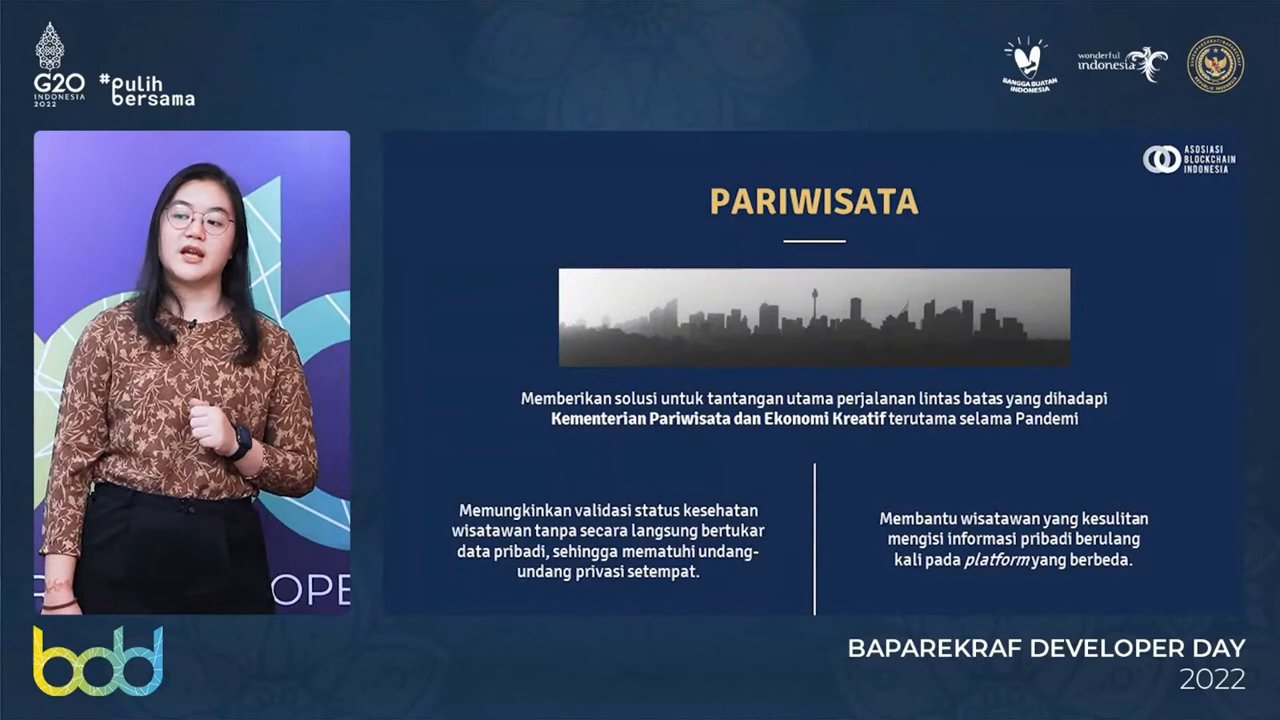 G20
INDONESIA
2022
#pulih
bersama
BANGGA BUATAN
INDONESIA
wonderful
indonesia
ASOSIASI
BLOCKCHAIN
INDONESIA
PARIWISATA
Memberikan solusi untuk tantangan utama perjalanan lintas batas yang dihadapi
Kementerian Pariwisata dan Ekonomi Kreatif terutama selama Pandemi
Memungkinkan validasi status kesehatan
wisatawan tanpa secara langsung bertukar
data pribadi, sehingga mematuhi undang-
undang privasi setempat.
Membantu wisatawan yang kesulitan
mengisi informasi pribadi berulang
kali pada platform yang berbeda.
OPE
bdd
BAPAREKRAF DEVELOPER DAY
2022